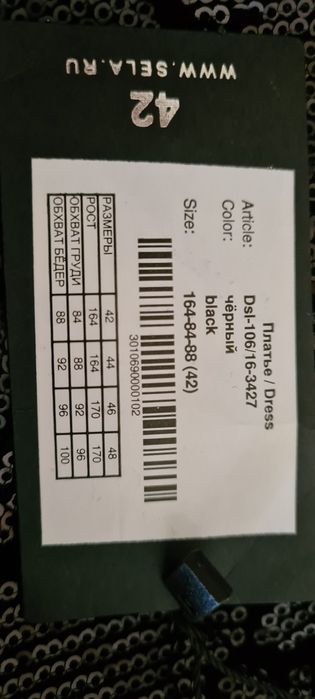 WWW.SELA.RU
42
Платье / Dress
Article: Dsl-106/16-3427
Color: чёрный
black
Size: 164-84-88 (42)
3010690000102
РАЗМЕРЫ 42 44 46 48
РОСТ 164 164 170 170
ОБХВАТ ГРУДИ 84 88 92 96
ОБХВАТ БЁДЕР 88 92 96 100